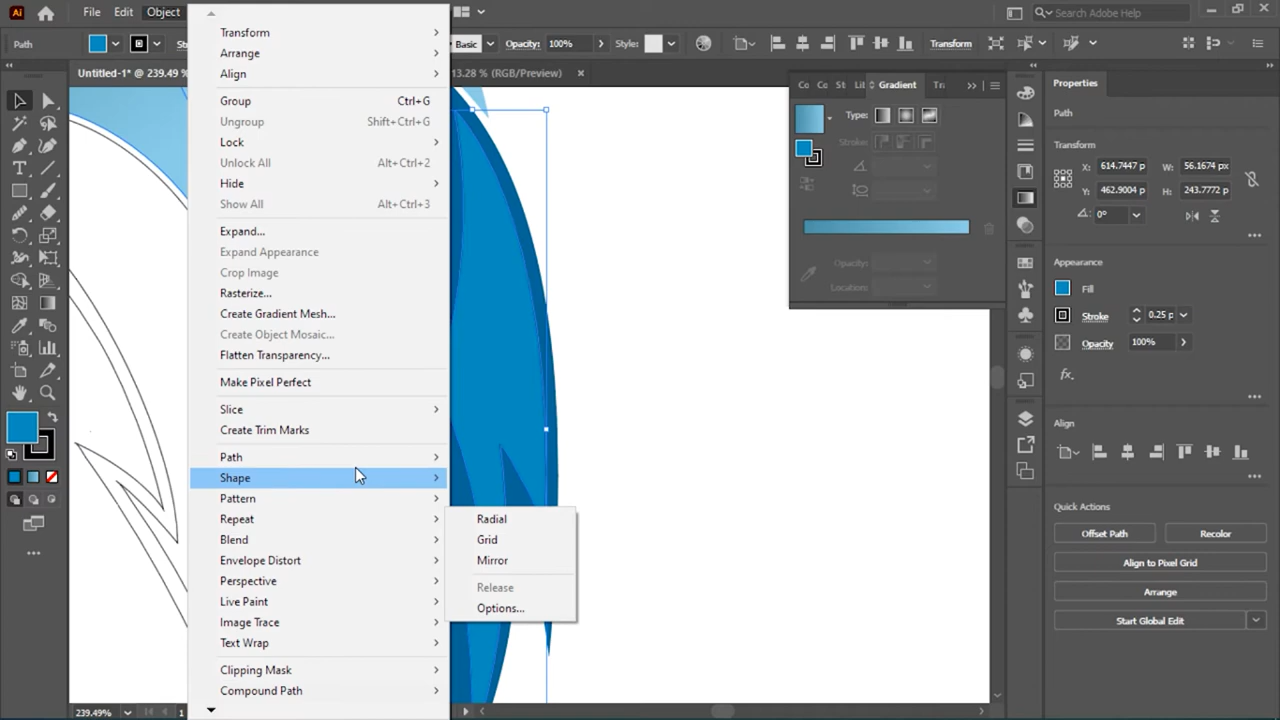 Ai File Edit Object Search Adobe Help
Path Basic Opacity: 100% Style: Transform
Untitled-1* @ 239.49 % 13.28 % (RGB/Preview)
Transform
Arrange
Align
Group Ctrl+G
Ungroup Shift+Ctrl+G
Lock
Unlock All Alt+Ctrl+2
Hide
Show All Alt+Ctrl+3
Expand...
Expand Appearance
Crop Image
Rasterize...
Create Gradient Mesh...
Create Object Mosaic...
Flatten Transparency...
Make Pixel Perfect
Slice
Create Trim Marks
Path
Shape
Pattern
Repeat
Blend
Envelope Distort
Perspective
Live Paint
Image Trace
Text Wrap
Clipping Mask
Compound Path
Radial
Grid
Mirror
Release
Options...
Gradient
Type:
Stroke:
Opacity:
Location:
Properties
Path
Transform
X: 614.7447 p W: 56.1674 px
Y: 462.9004 p H: 243.7772 p
0°
Appearance
Fill
Stroke 0.25 p
Opacity 100%
fx.
Align
Quick Actions
Offset Path Recolor
Align to Pixel Grid
Arrange
Start Global Edit
239.49% 1